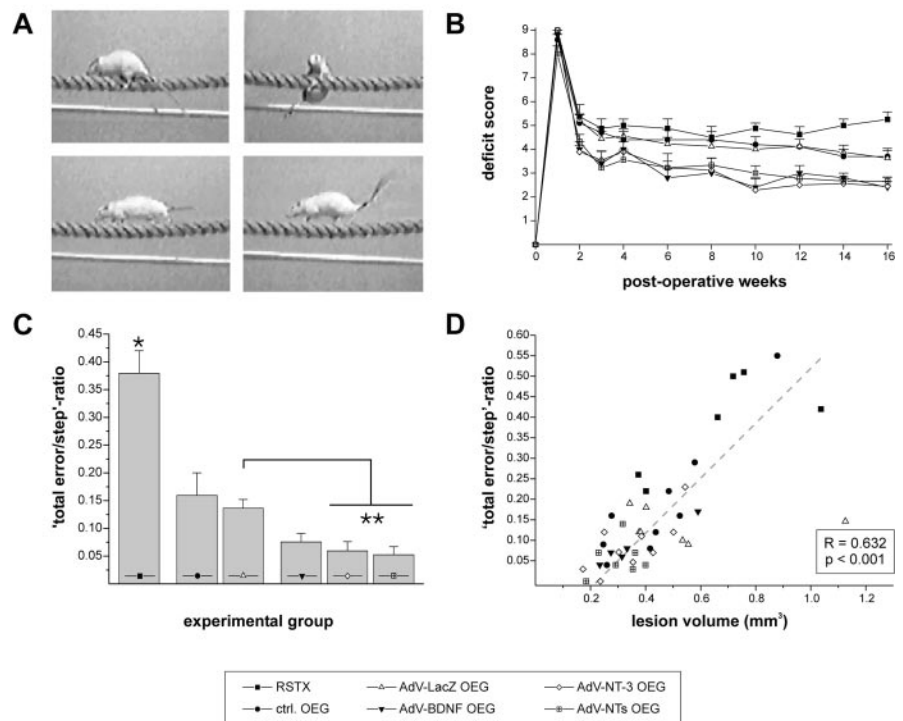 A
B
deficit score
9
8
7
6
5
4
3
2
1
0 2 4 6 8 10 12 14 16
post-operative weeks
C
'total error/step'-ratio
0.45
0.40
0.35
0.30
0.25
0.20
0.15
0.10
0.05
*
**
experimental group
D
'total error/step'-ratio
0.60
0.55
0.50
0.45
0.40
0.35
0.30
0.25
0.20
0.15
0.10
0.05
R = 0.632
p < 0.001
0.2 0.4 0.6 0.8 1.0 1.2
lesion volume (mm³)
RSTX
AdV-LacZ OEG
AdV-NT-3 OEG
ctrl. OEG
AdV-BDNF OEG
AdV-NTs OEG